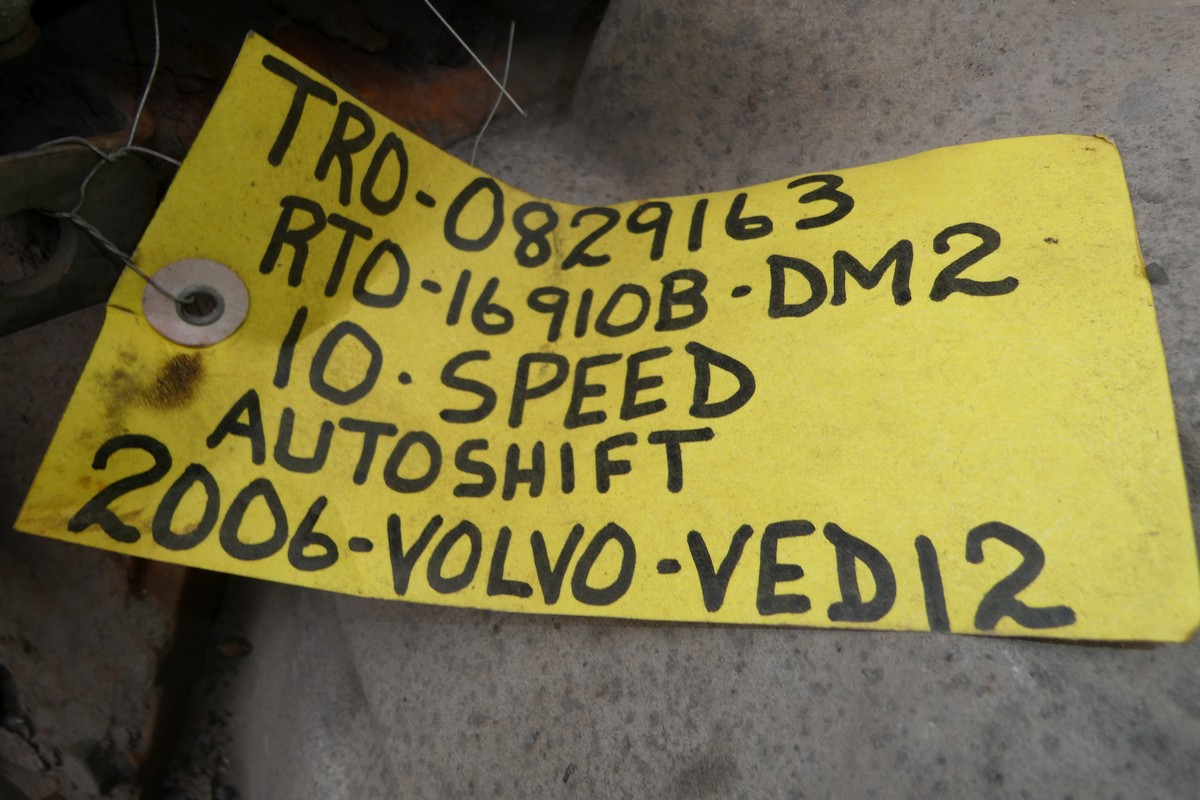 TRO-0829163
RTO-16910B-DM2
10-SPEED
AUTOSHIFT
2006-VOLVO-VED12